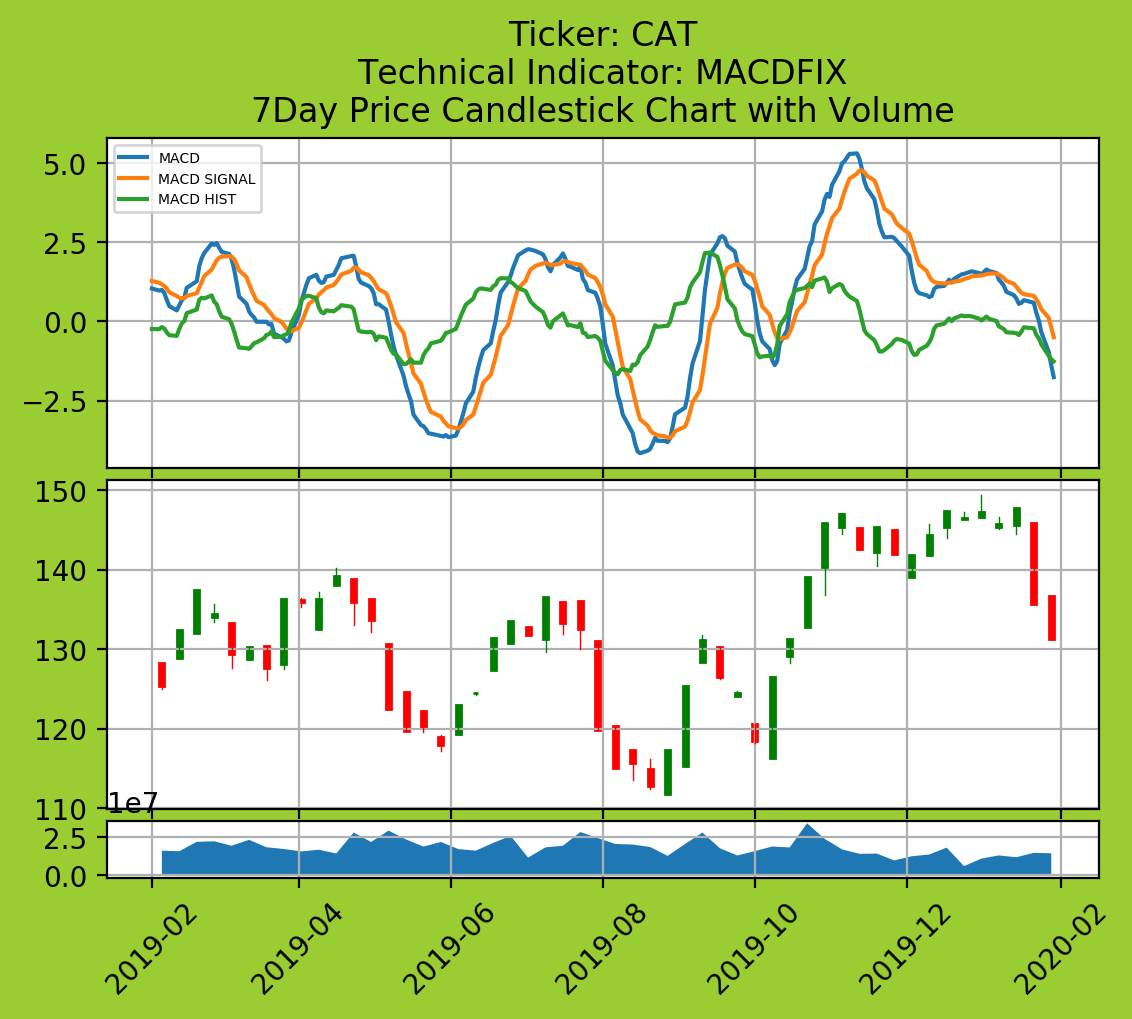 Ticker: CAT
Technical Indicator: MACDFIX
7Day Price Candlestick Chart with Volume
MACD
MACD SIGNAL
MACD HIST
5.0
2.5
0.0
−2.5
150
140
130
120
110
1e7
2.5
0.0
2019-02
2019-04
2019-06
2019-08
2019-10
2019-12
2020-02